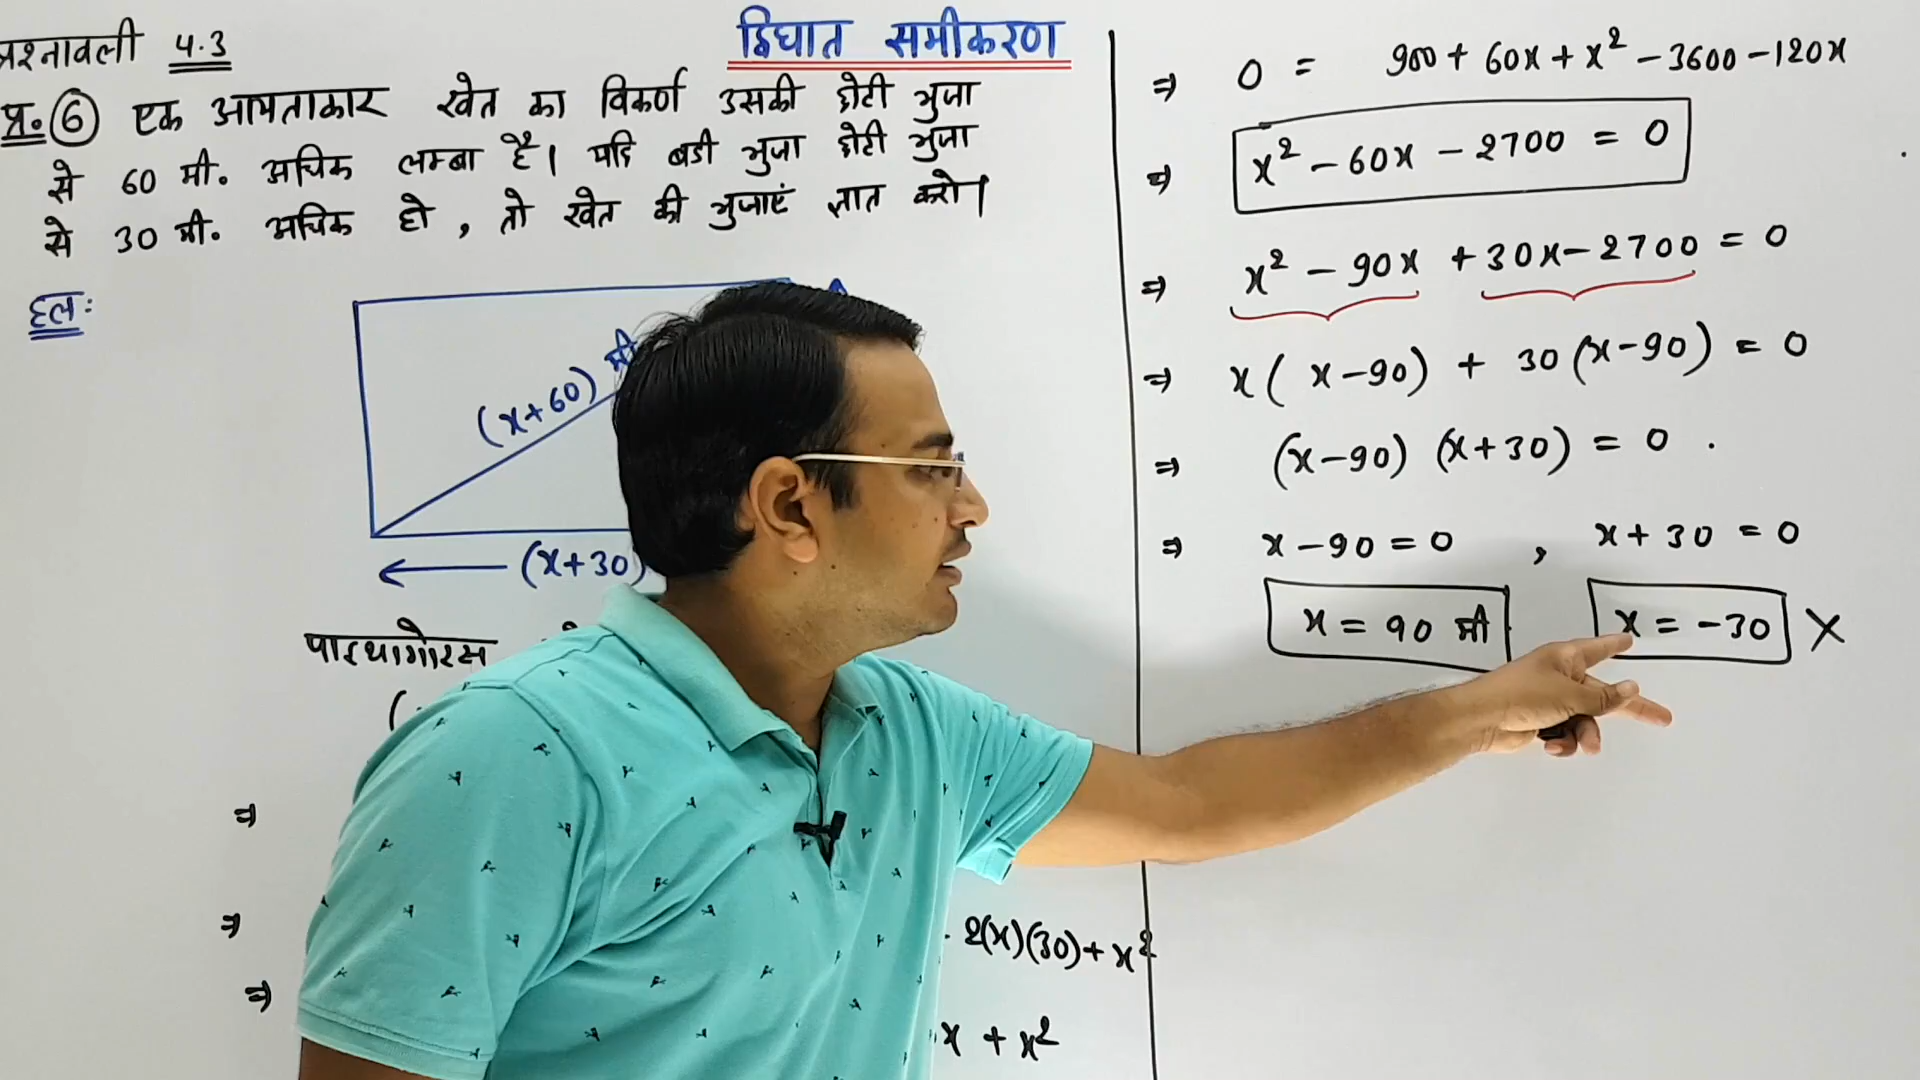 प्रश्नावली 4.3
द्विघात समीकरण
प्र. 6 एक आयताकार खेत का विकर्ण उसकी छोटी भुजा
से 60 मी. अधिक लम्बा है। यदि बडी भुजा छोटी भुजा
से 30 मी. अधिक हो, तो खेत की भुजाएं ज्ञात करो।
हल:
(x+60) मी
(x+30)
पाइथागोरस
(
⇒
⇒
2(x)(30)+x²
⇒
x + x²
⇒ 0 = 900 + 60x + x² - 3600 - 120x
⇒ x² - 60x - 2700 = 0
⇒ x² - 90x + 30x - 2700 = 0
⇒ x( x-90) + 30(x-90) = 0
⇒ (x-90) (x+30) = 0 .
⇒ x - 90 = 0 , x + 30 = 0
x = 90 मी x = -30 X